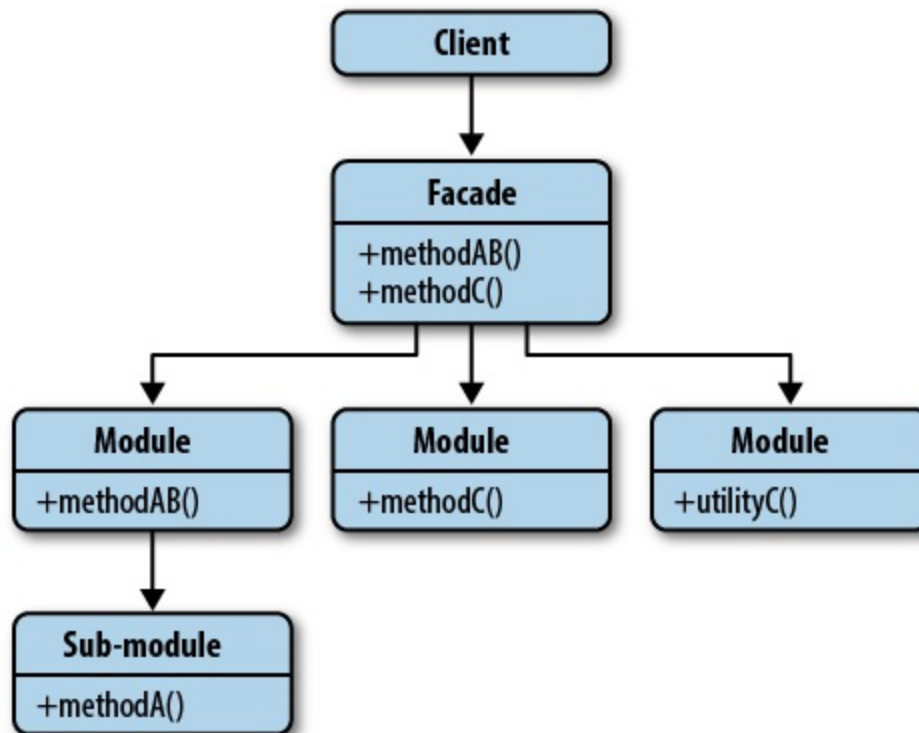 Client
Facade
+methodAB()
+methodC()
Module
+methodAB()
Module
+methodC()
Module
+utilityC()
Sub-module
+methodA()